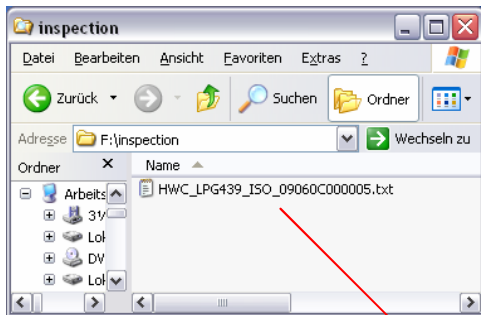 inspection
Datei Bearbeiten Ansicht Favoriten Extras ?
Zurück Suchen Ordner
Adresse F:\inspection Wechseln zu
Ordner × Name
Arbeits HWC_LPG439_ISO_09060C000005.txt
3½
Lok
DV
Lok